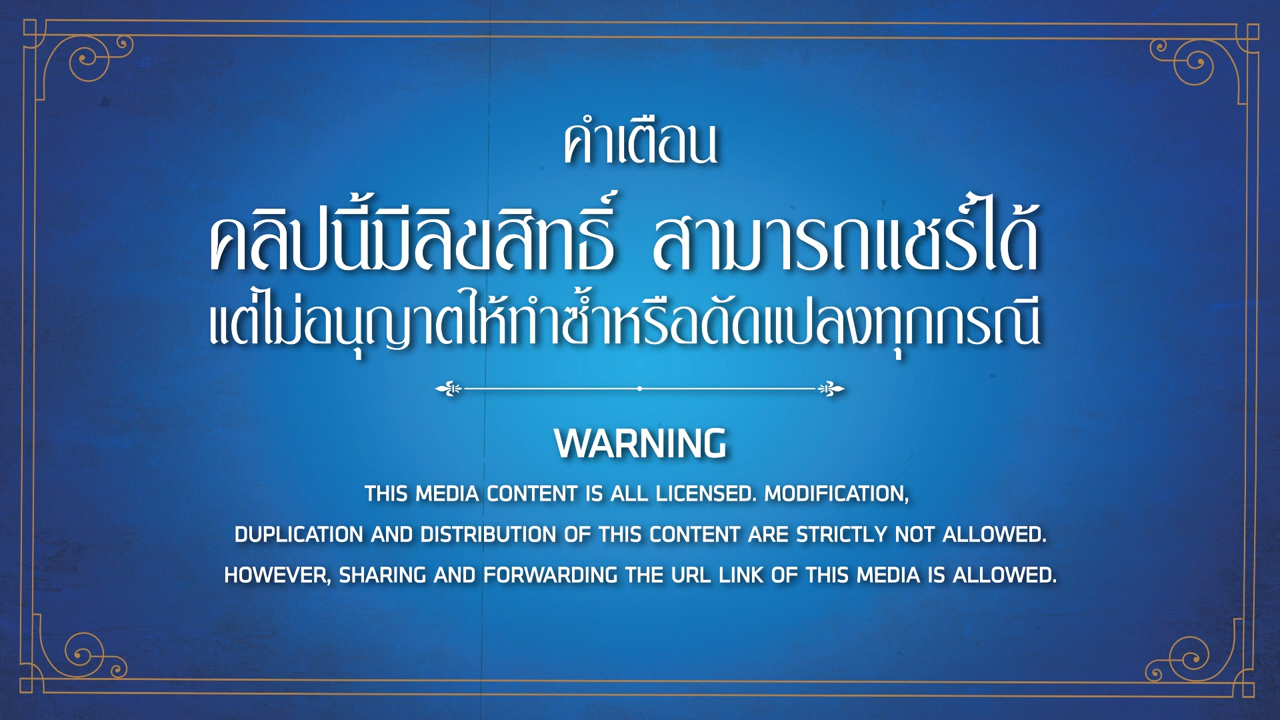 คำเตือน
คลิปนี้มีลิขสิทธิ์ สามารถแชร์ได้
แต่ไม่อนุญาตให้ทำซ้ำหรือดัดแปลงทุกกรณี
WARNING
THIS MEDIA CONTENT IS ALL LICENSED. MODIFICATION,
DUPLICATION AND DISTRIBUTION OF THIS CONTENT ARE STRICTLY NOT ALLOWED.
HOWEVER, SHARING AND FORWARDING THE URL LINK OF THIS MEDIA IS ALLOWED.